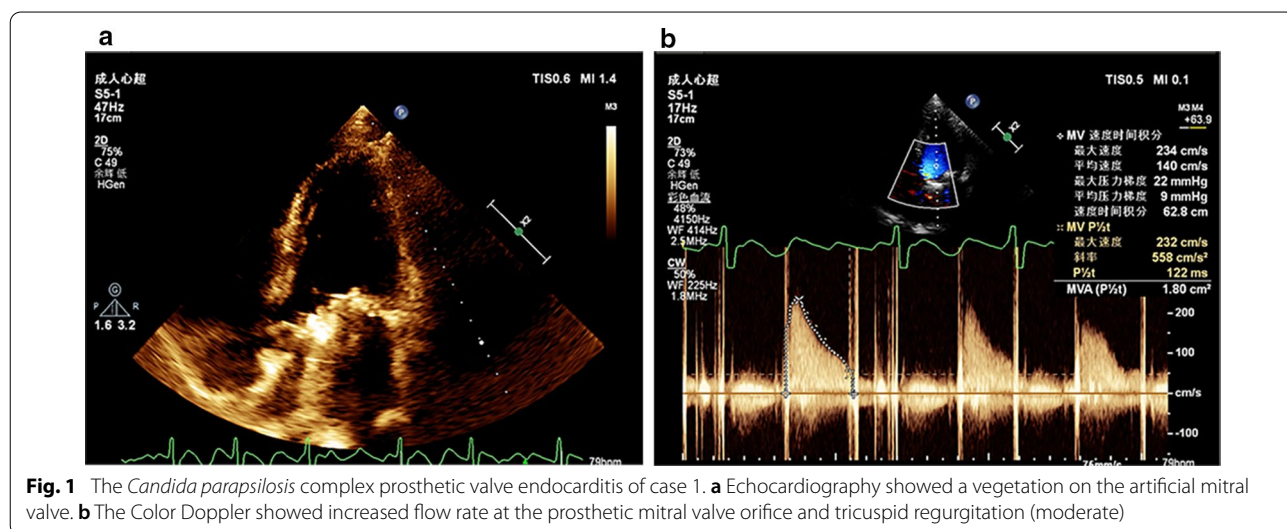 a
成人心超
S5-1
47Hz
17cm
2D
75%
C 49
余辉 低
HGen
TIS0.6 MI 1.4
M3
P
X2
G
P R
1.6 3.2
79bpm
b
成人心超
S5-1
17Hz
17cm
2D
73%
C 49
余辉 低
HGen
彩色血流
48%
4150Hz
WF 414Hz
2.5MHz
CW
50%
WF 225Hz
1.8MHz
TIS0.5 MI 0.1
M3 M4
+63.9
P
X2
MV 速度时间积分
最大速度 234 cm/s
平均速度 140 cm/s
最大压力梯度 22 mmHg
平均压力梯度 9 mmHg
速度时间积分 62.8 cm
MV P½t
最大速度 232 cm/s
斜率 558 cm/s²
P½t 122 ms
MVA (P½t) 1.80 cm²
200
100
cm/s
-100
79bpm
Fig. 1 The Candida parapsilosis complex prosthetic valve endocarditis of case 1. a Echocardiography showed a vegetation on the artificial mitral
valve. b The Color Doppler showed increased flow rate at the prosthetic mitral valve orifice and tricuspid regurgitation (moderate)